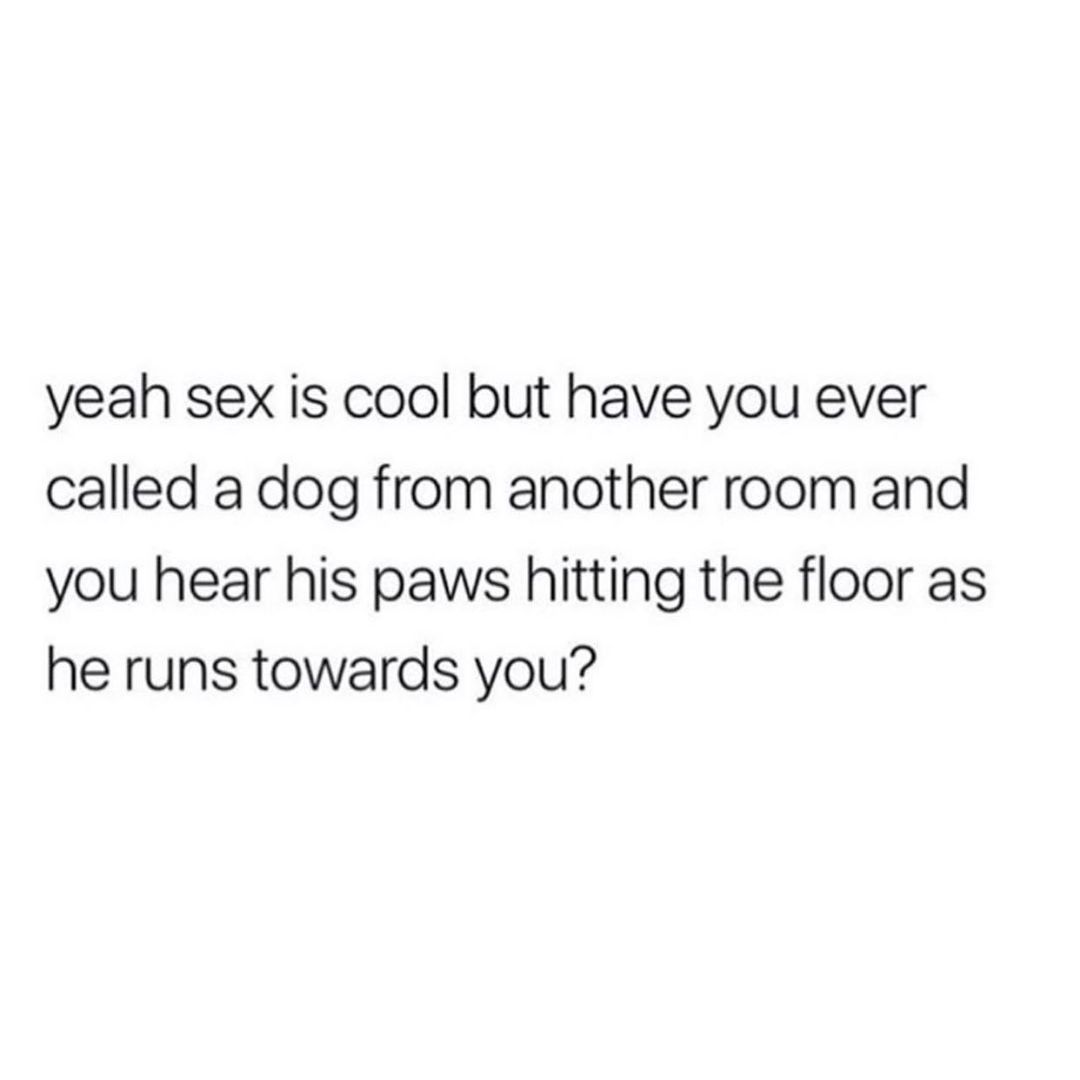 yeah sex is cool but have you ever
called a dog from another room and
you hear his paws hitting the floor as
he runs towards you?